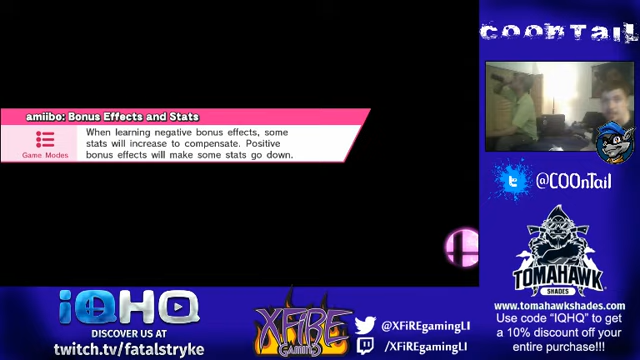 COOnTail
amiibo: Bonus Effects and Stats
Game Modes
When learning negative bonus effects, some
stats will increase to compensate. Positive
bonus effects will make some stats go down.
@COOnTail
TOMAHAWK
SHADES
www.tomahawkshades.com
Use code "IQHQ" to get
a 10% discount off your
entire purchase!!!
iQHQ
DISCOVER US AT
twitch.tv/fatalstryke
XFiRE
GAMING
@XFiREgamingLI
/XFiREgamingLI